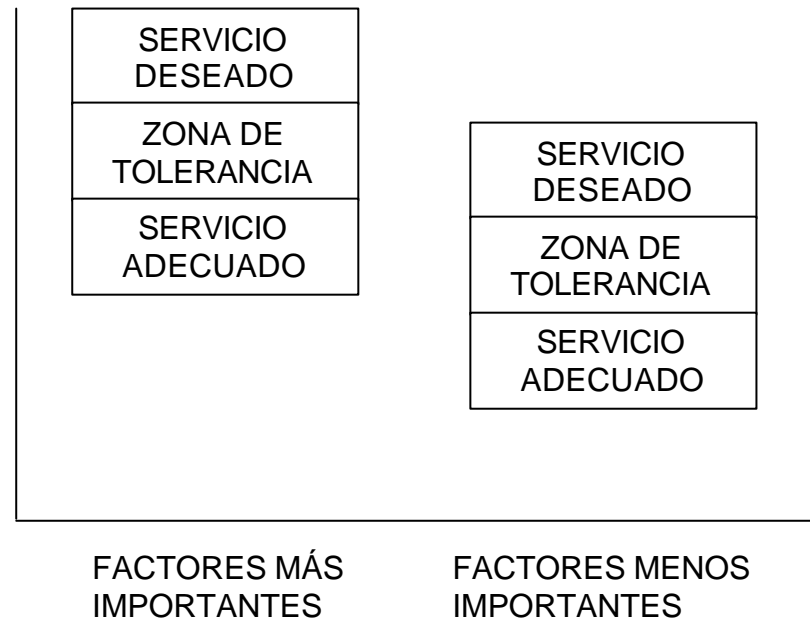 SERVICIO
DESEADO
ZONA DE
TOLERANCIA
SERVICIO
ADECUADO
SERVICIO
DESEADO
ZONA DE
TOLERANCIA
SERVICIO
ADECUADO
FACTORES MÁS
IMPORTANTES
FACTORES MENOS
IMPORTANTES